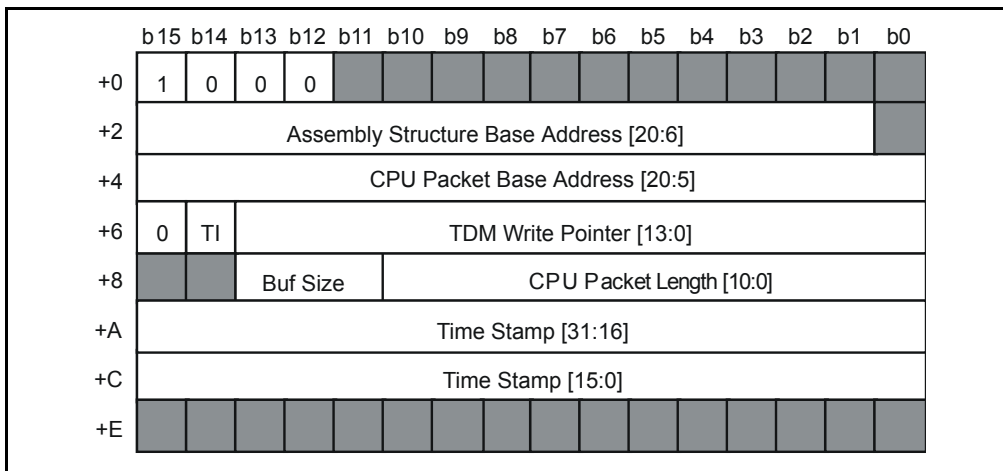 b15 b14 b13 b12 b11 b10 b9 b8 b7 b6 b5 b4 b3 b2 b1 b0
+0 1 0 0 0
+2 Assembly Structure Base Address [20:6]
+4 CPU Packet Base Address [20:5]
+6 0 TI TDM Write Pointer [13:0]
+8 Buf Size CPU Packet Length [10:0]
+A Time Stamp [31:16]
+C Time Stamp [15:0]
+E